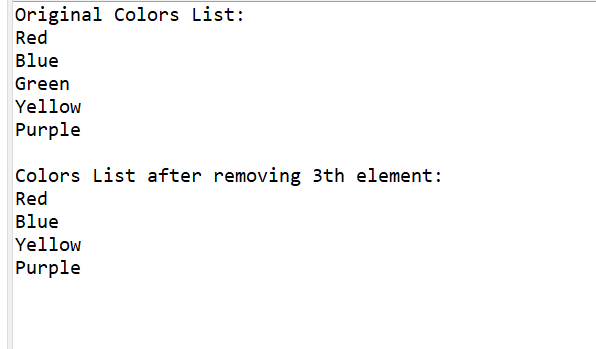 Original Colors List:
Red
Blue
Green
Yellow
Purple
Colors List after removing 3th element:
Red
Blue
Yellow
Purple